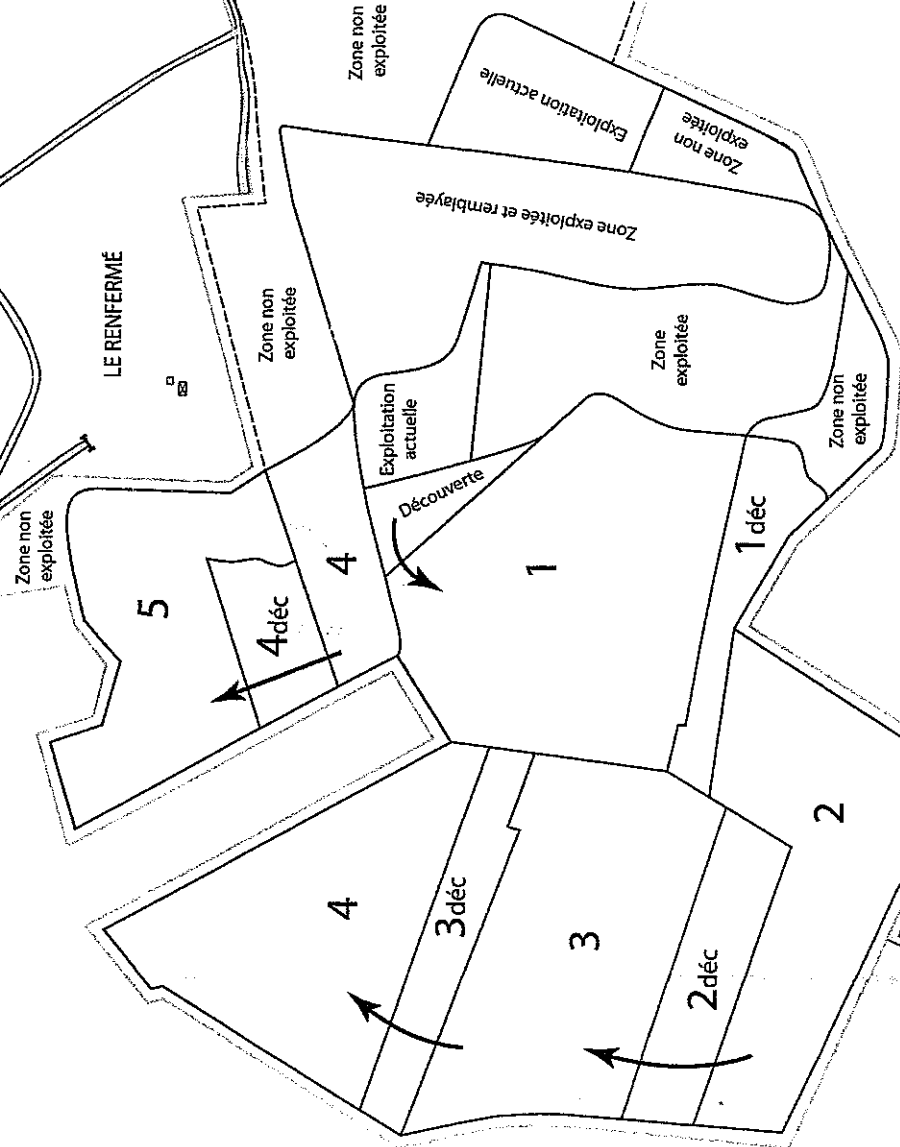 Zone non
exploitée
Exploitation actuelle
Zone non
exploitée
Zone exploitée et remblayée
LE RENFERMÉ
Zone non
exploitée
Zone
exploitée
Exploitation
actuelle
Zone non
exploitée
Découverte
Zone non
exploitée
1déc
4
1
5
4déc
2
4
3déc
3
2déc